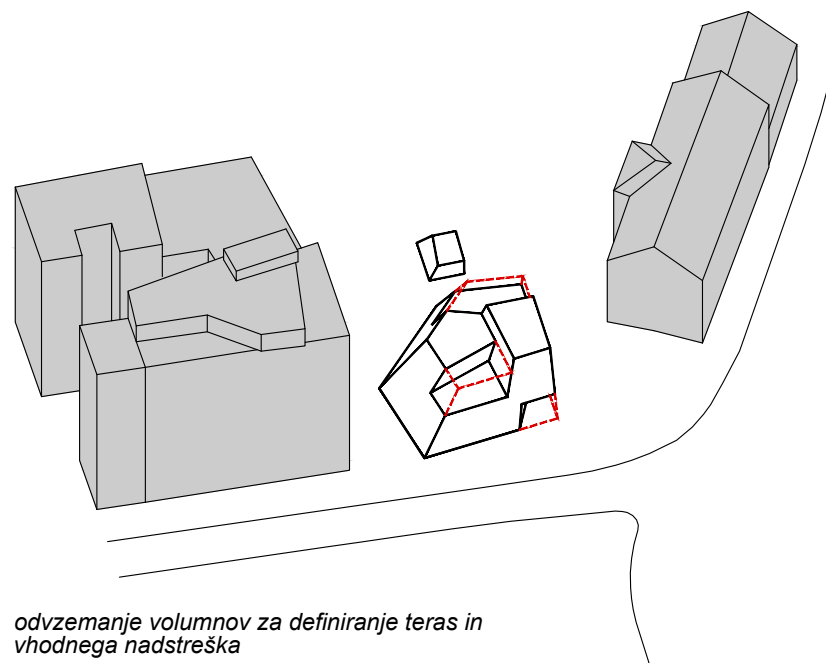 odvzemanje volumnov za definiranje teras in
vhodnega nadstreška